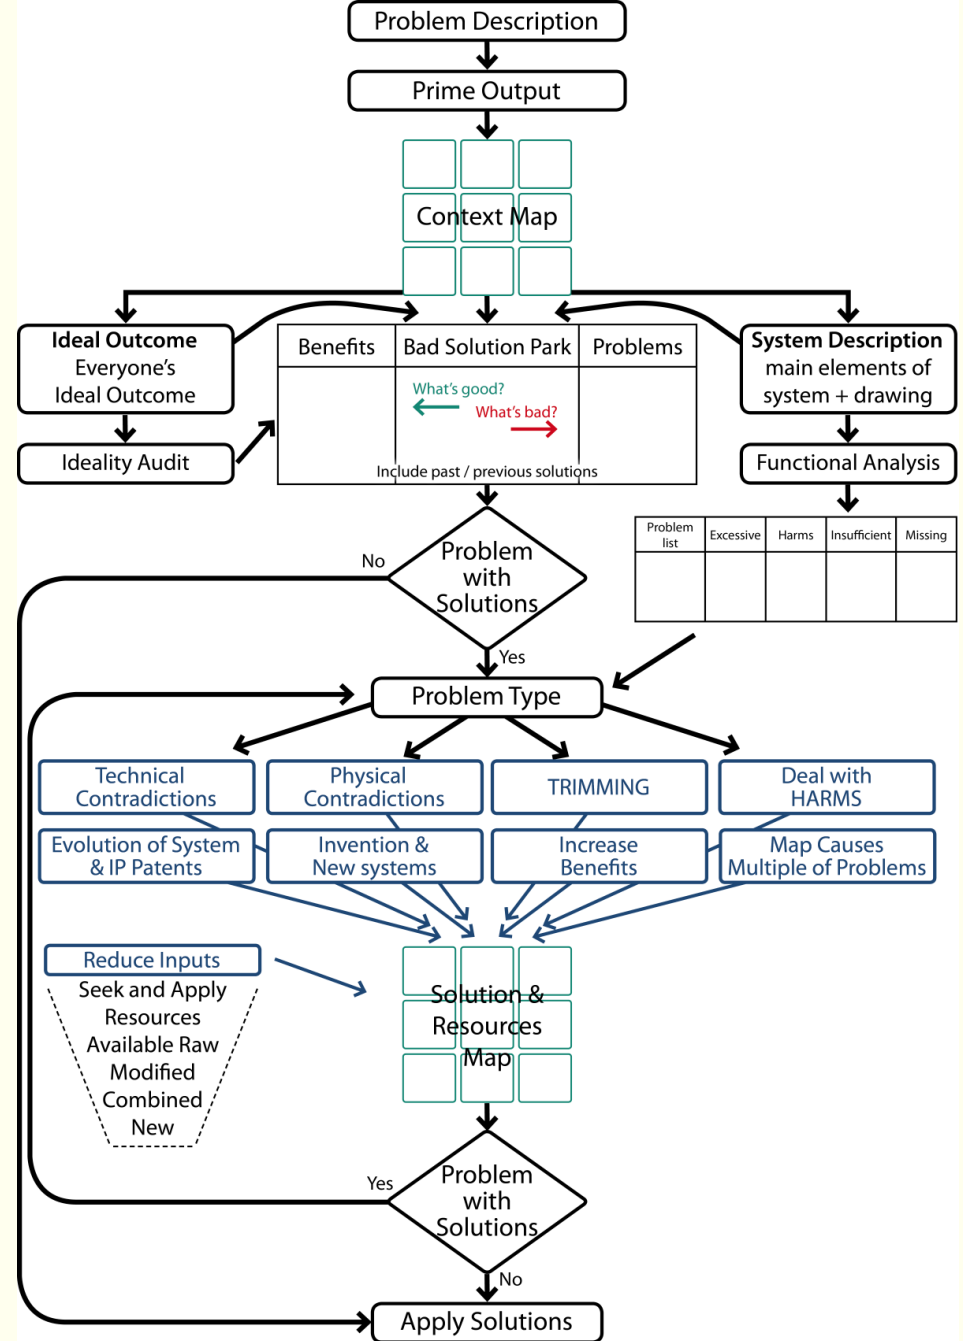 Problem Description
Prime Output
Context Map
Ideal Outcome
Everyone's
Ideal Outcome
Ideality Audit
Benefits
Bad Solution Park
Problems
What's good?
What's bad?
Include past / previous solutions
System Description
main elements of
system + drawing
Functional Analysis
Problem
list
Excessive
Harms
Insufficient
Missing
Problem
with
Solutions
No
Yes
Problem Type
Technical
Contradictions
Physical
Contradictions
TRIMMING
Deal with
HARMS
Evolution of System
& IP Patents
Invention &
New systems
Increase
Benefits
Map Causes
Multiple of Problems
Reduce Inputs
Seek and Apply
Resources
Available Raw
Modified
Combined
New
Solution &
Resources
Map
Problem
with
Solutions
Yes
No
Apply Solutions